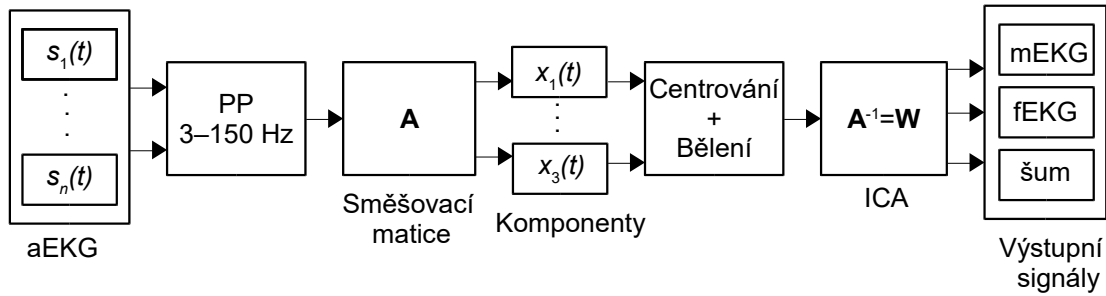 s₁(t)
.
.
.
sₙ(t)
aEKG
PP
3–150 Hz
A
Směšovací
matice
x₁(t)
.
.
.
x₃(t)
Komponenty
Centrování
+
Bělení
A⁻¹=W
ICA
mEKG
fEKG
šum
Výstupní
signály